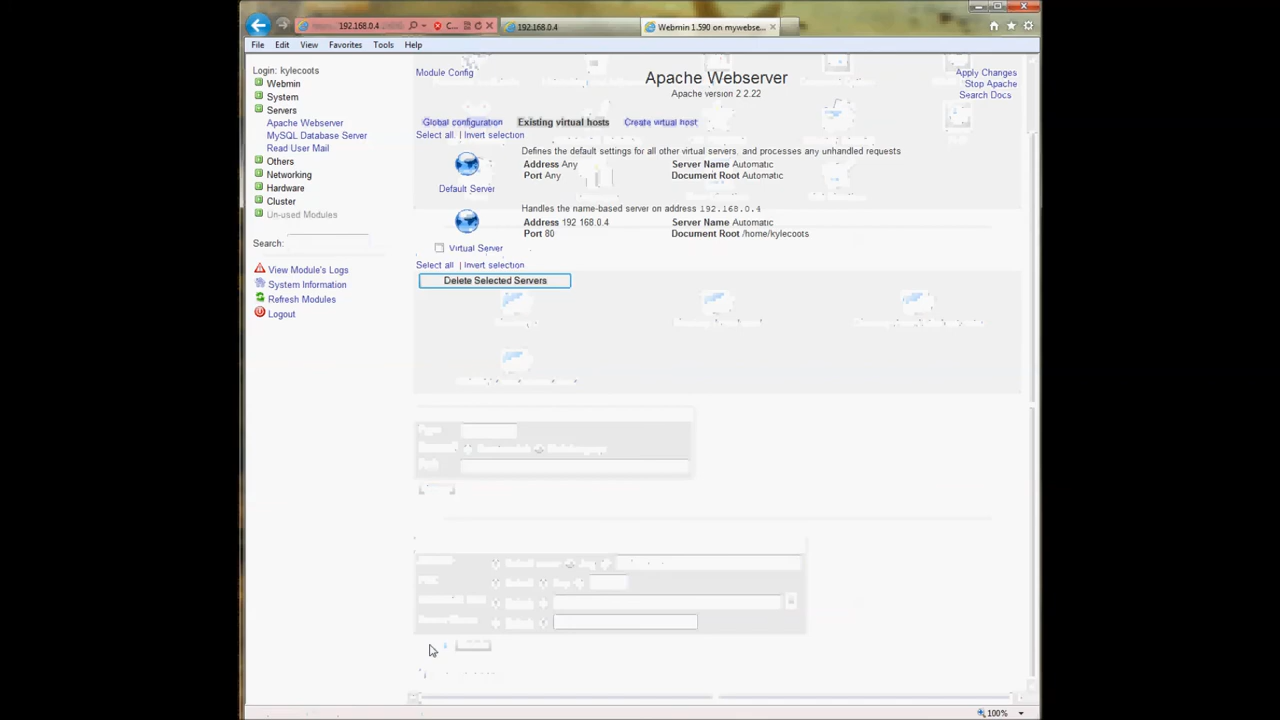 192.168.0.4
C...
192.168.0.4
Webmin 1.590 on mywebse...
File Edit View Favorites Tools Help
Login: kylecoots
Webmin
System
Servers
Apache Webserver
MySQL Database Server
Read User Mail
Others
Networking
Hardware
Cluster
Un-used Modules
Search:
View Module's Logs
System Information
Refresh Modules
Logout
Module Config
Apache Webserver
Apache version 2.2.22
Apply Changes
Stop Apache
Search Docs
Global configuration Existing virtual hosts Create virtual host
Select all. | Invert selection.
Defines the default settings for all other virtual servers, and processes any unhandled requests
Default Server
Address Any Server Name Automatic
Port Any Document Root Automatic
Handles the name-based server on address 192.168.0.4
Virtual Server
Address 192.168.0.4 Server Name Automatic
Port 80 Document Root /home/kylecoots
Select all. | Invert selection.
Delete Selected Servers
100%